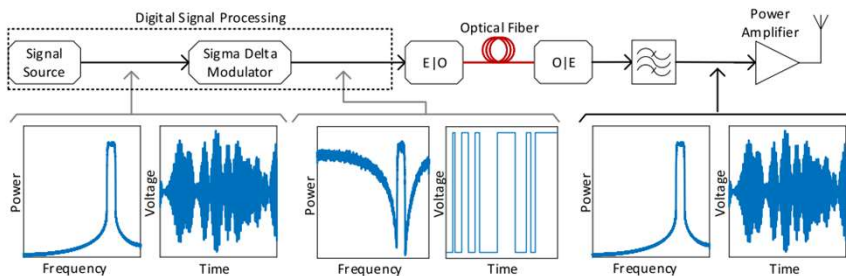 Digital Signal Processing
Optical Fiber
Power
Amplifier
Signal
Source
Sigma Delta
Modulator
E|O
O|E
Power
Frequency
Voltage
Time
Power
Frequency
Voltage
Time
Power
Frequency
Voltage
Time